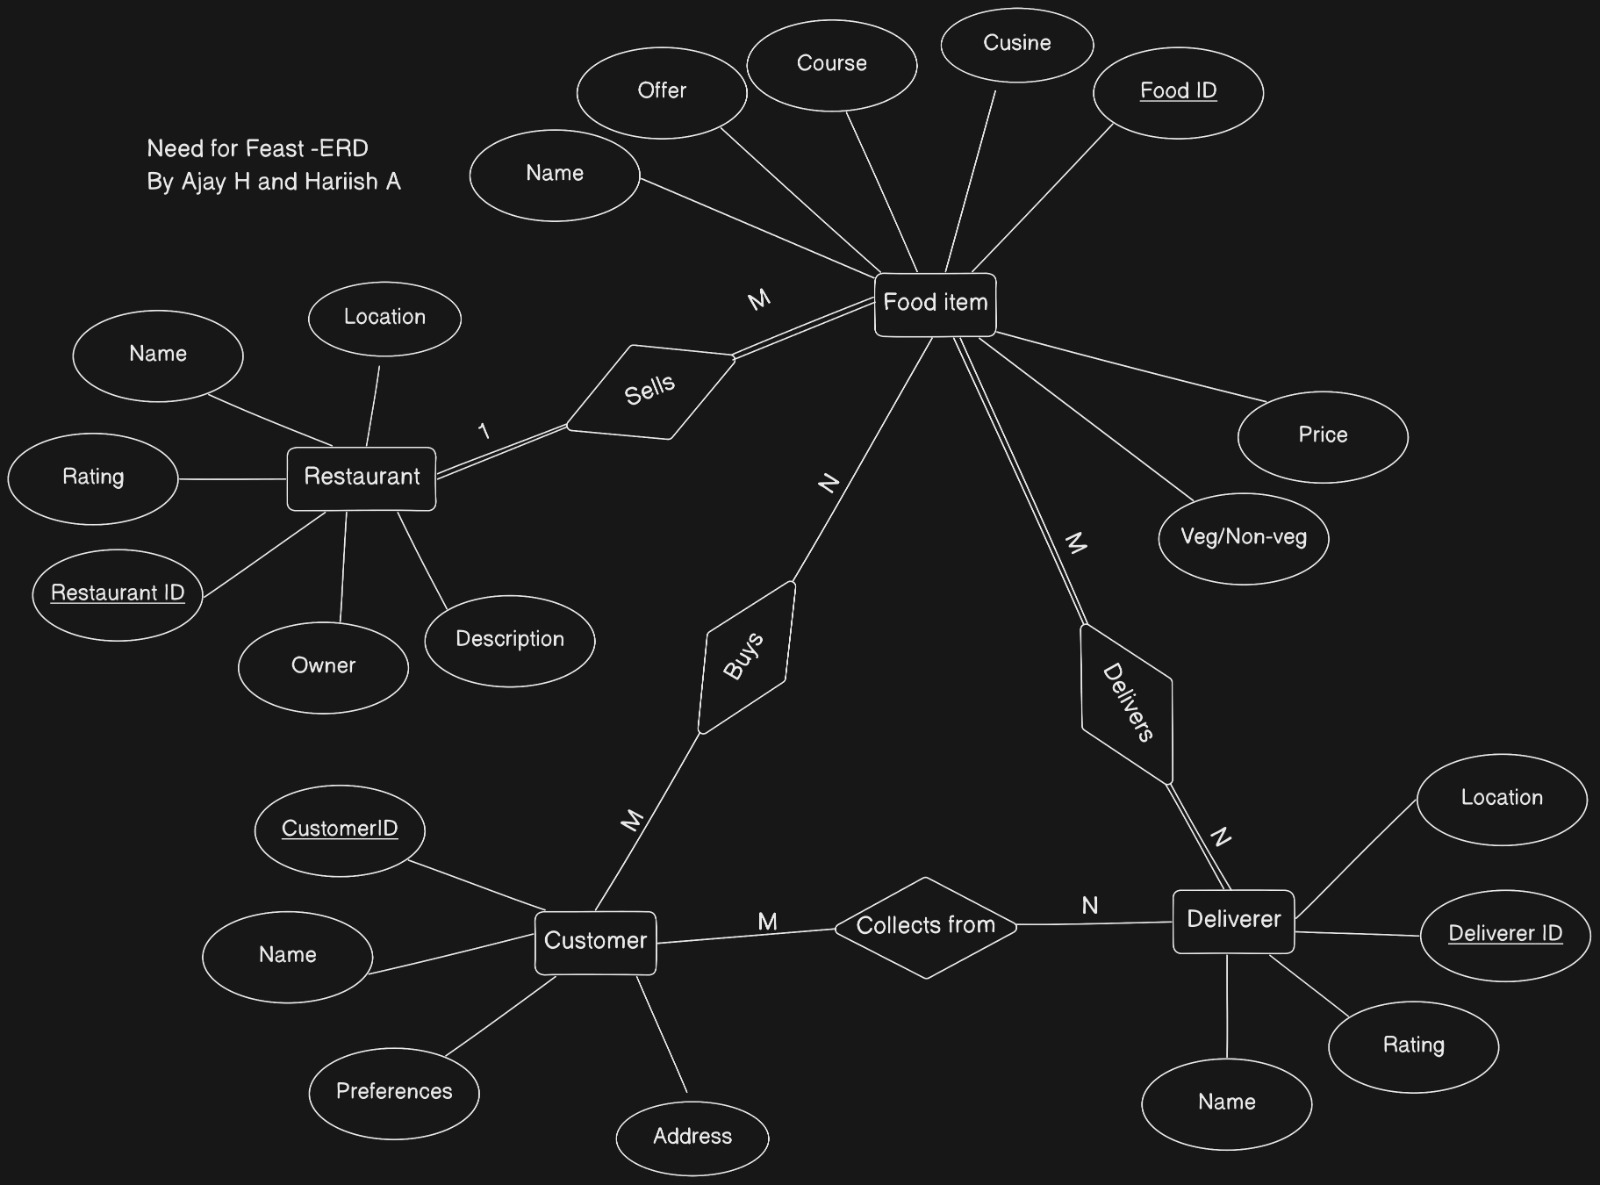 Cusine
Course
Offer
Food ID
Need for Feast -ERD
By Ajay H and Hariish A
Name
M
Food item
Location
Name
Sells
1
Price
Restaurant
Rating
N
M
Veg/Non-veg
Restaurant ID
Description
Owner
Buys
Delivers
Location
CustomerID
M
N
Collects from
M
N
Deliverer
Deliverer ID
Customer
Name
Rating
Preferences
Name
Address